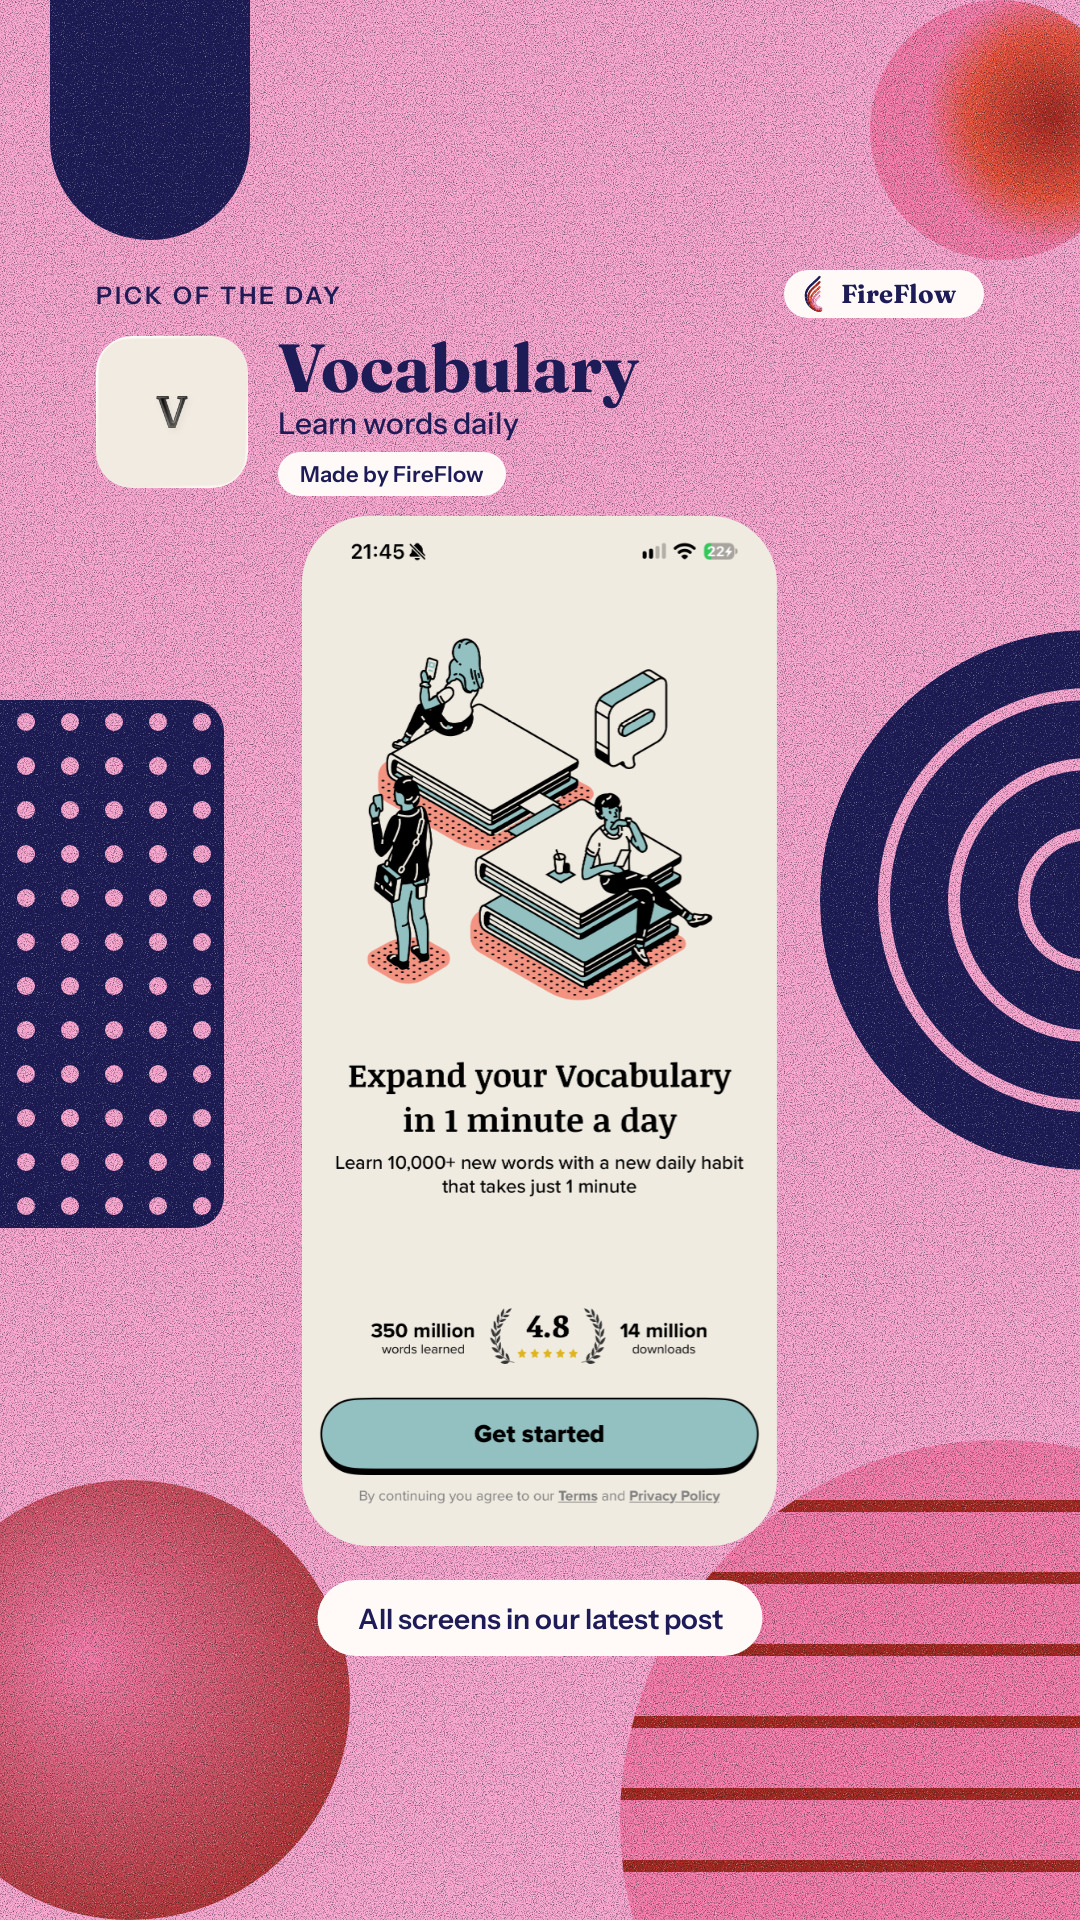 PICK OF THE DAY
FireFlow
V
Vocabulary
Learn words daily
Made by FireFlow
21:45
22
Expand your Vocabulary
in 1 minute a day
Learn 10,000+ new words with a new daily habit
that takes just 1 minute
350 million
words learned
4.8
14 million
downloads
Get started
By continuing you agree to our Terms and Privacy Policy
All screens in our latest post